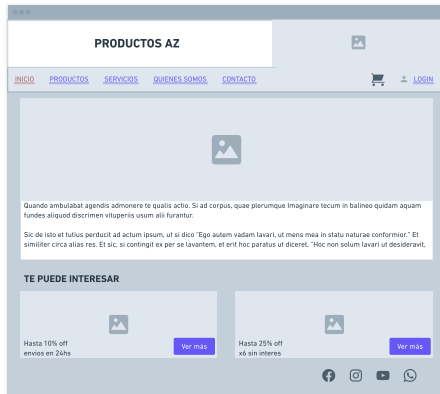 PRODUCTOS AZ
INICIO PRODUCTOS SERVICIOS QUIENES SOMOS CONTACTO LOGIN
Quando ambulabat agendis admonere te qualis actio. Si ad corpus, quae plerumque Imaginare tecum in balineo quidam aquam
fundes aliquod discrimen vituperiis usum alii furantur.
Sic de isto et tutius perducit ad actum ipsum, ut si dico "Ego autem vadam lavari, ut mens mea in statu naturae conformior." Et
similiter circa alias res. Et sic, si contingit ex per se lavantem, et erit hoc paratus ut diceret, "Hoc non solum lavari ut desideravit,
TE PUEDE INTERESAR
Hasta 10% off
envios en 24hs
Ver más
Hasta 25% off
x6 sin interes
Ver más